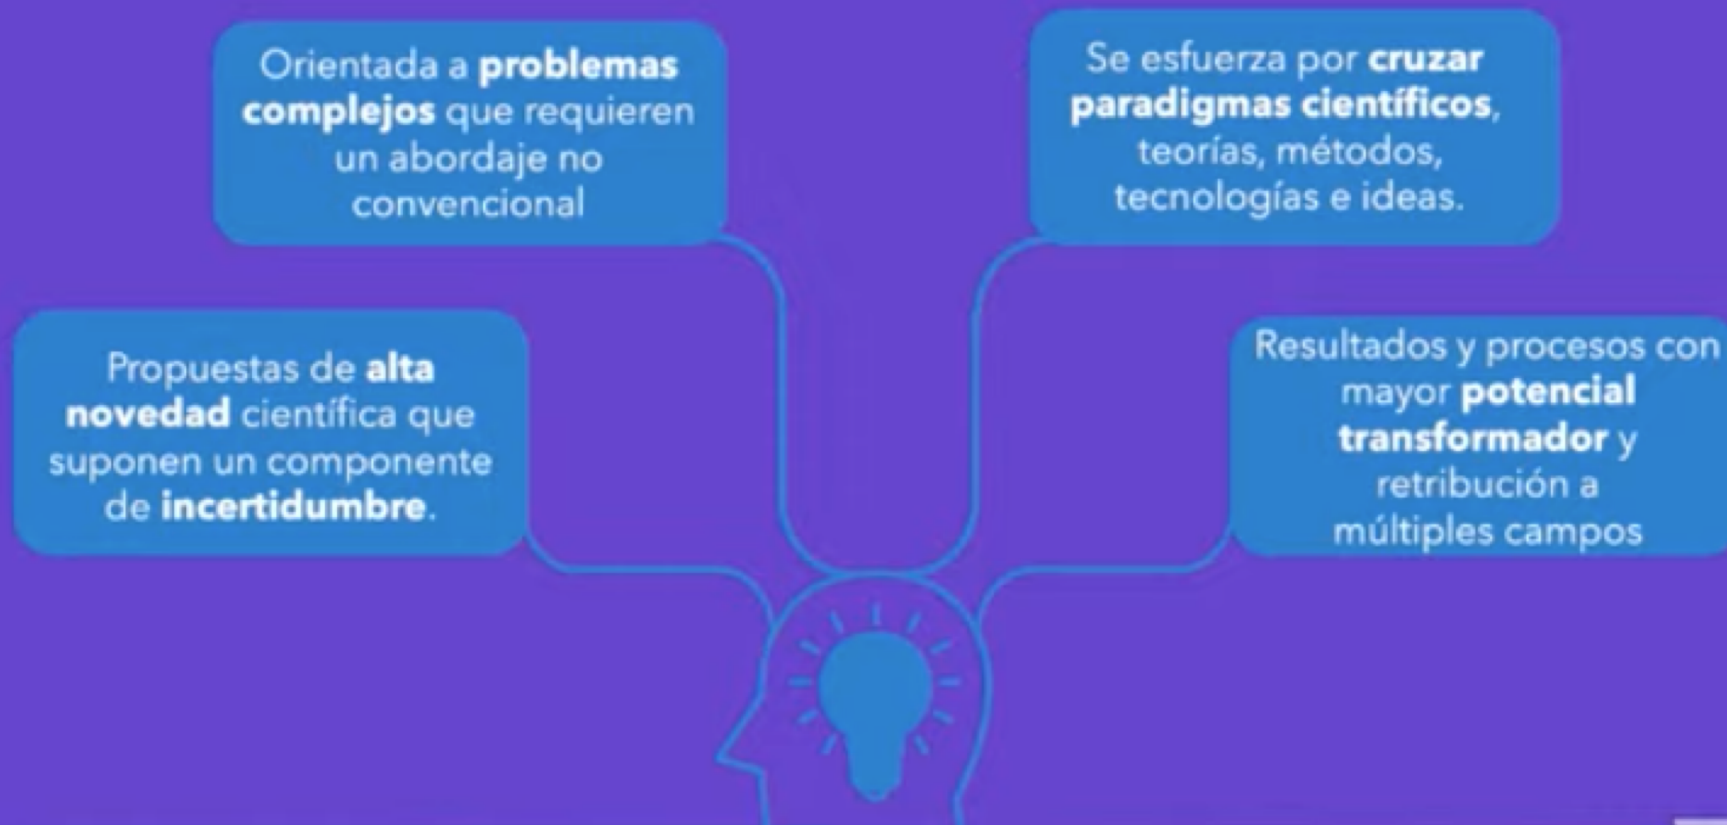 Orientada a problemas
complejos que requieren
un abordaje no
convencional
Se esfuerza por cruzar
paradigmas científicos,
teorías, métodos,
tecnologías e ideas.
Propuestas de alta
novedad científica que
suponen un componente
de incertidumbre.
Resultados y procesos con
mayor potencial
transformador y
retribución a
múltiples campos